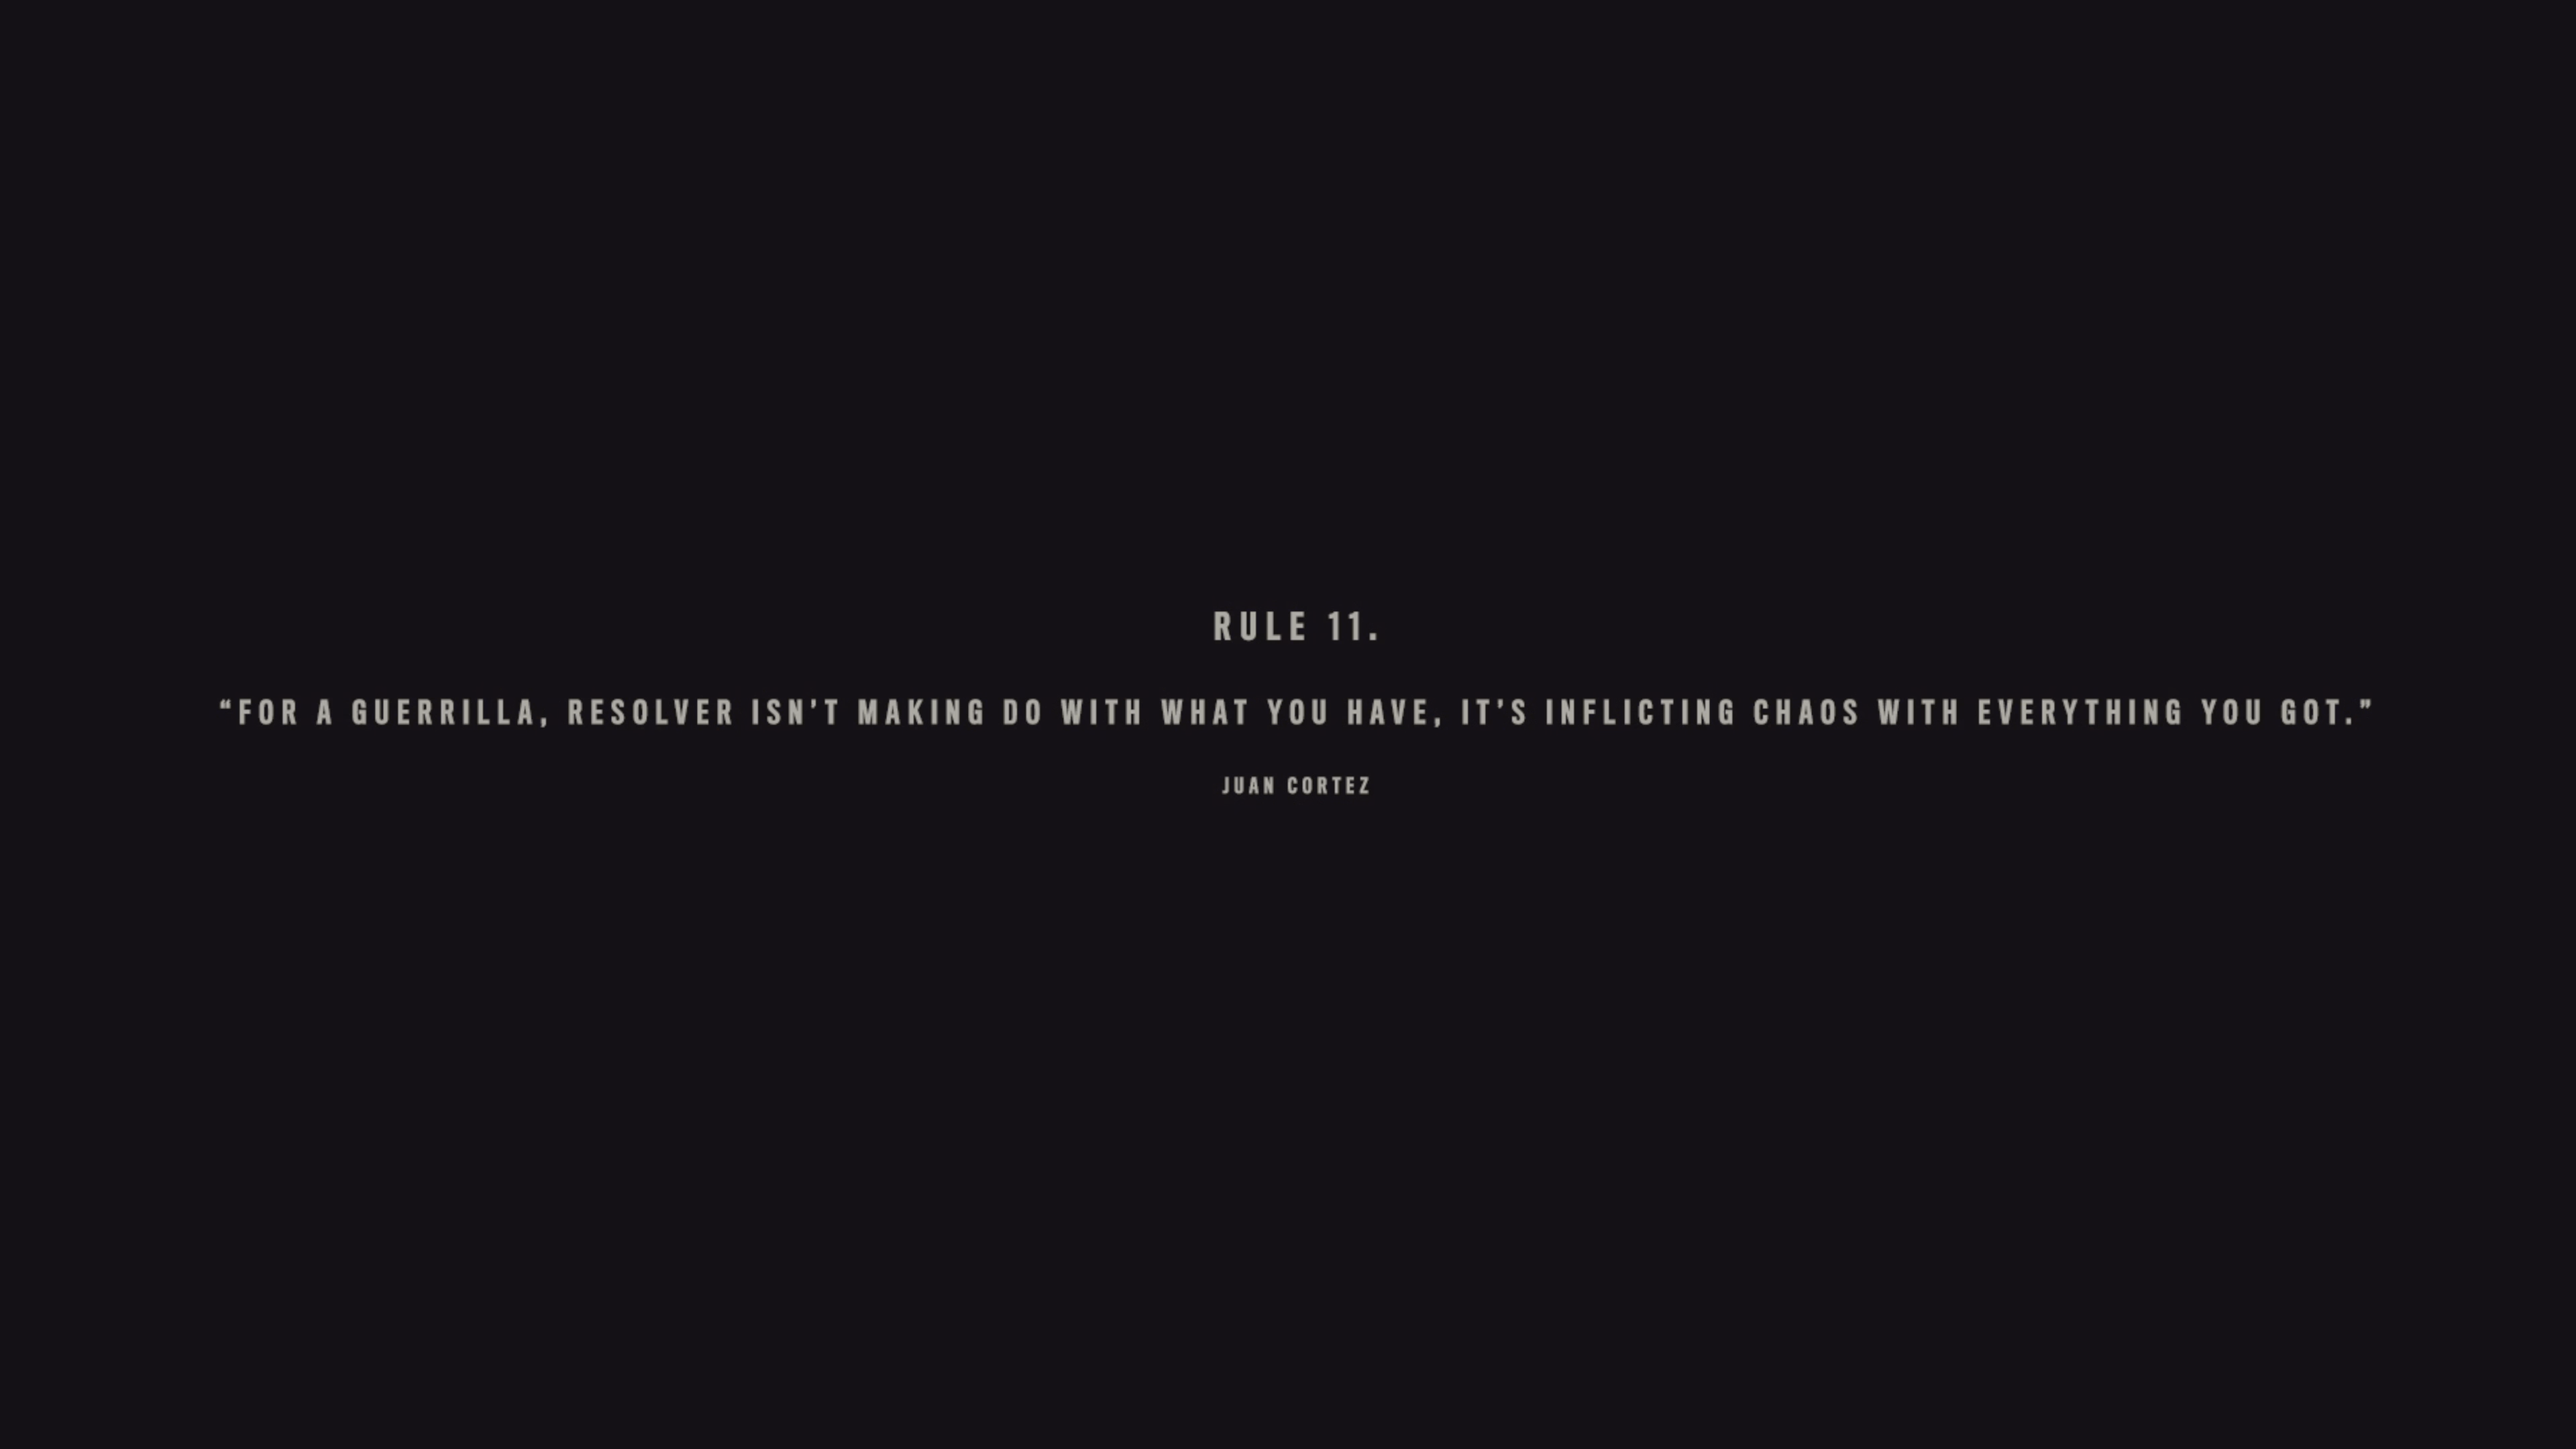 RULE 11.
“FOR A GUERRILLA, RESOLVER ISN’T MAKING DO WITH WHAT YOU HAVE, IT’S INFLICTING CHAOS WITH EVERYTHING YOU GOT.”
JUAN CORTEZ